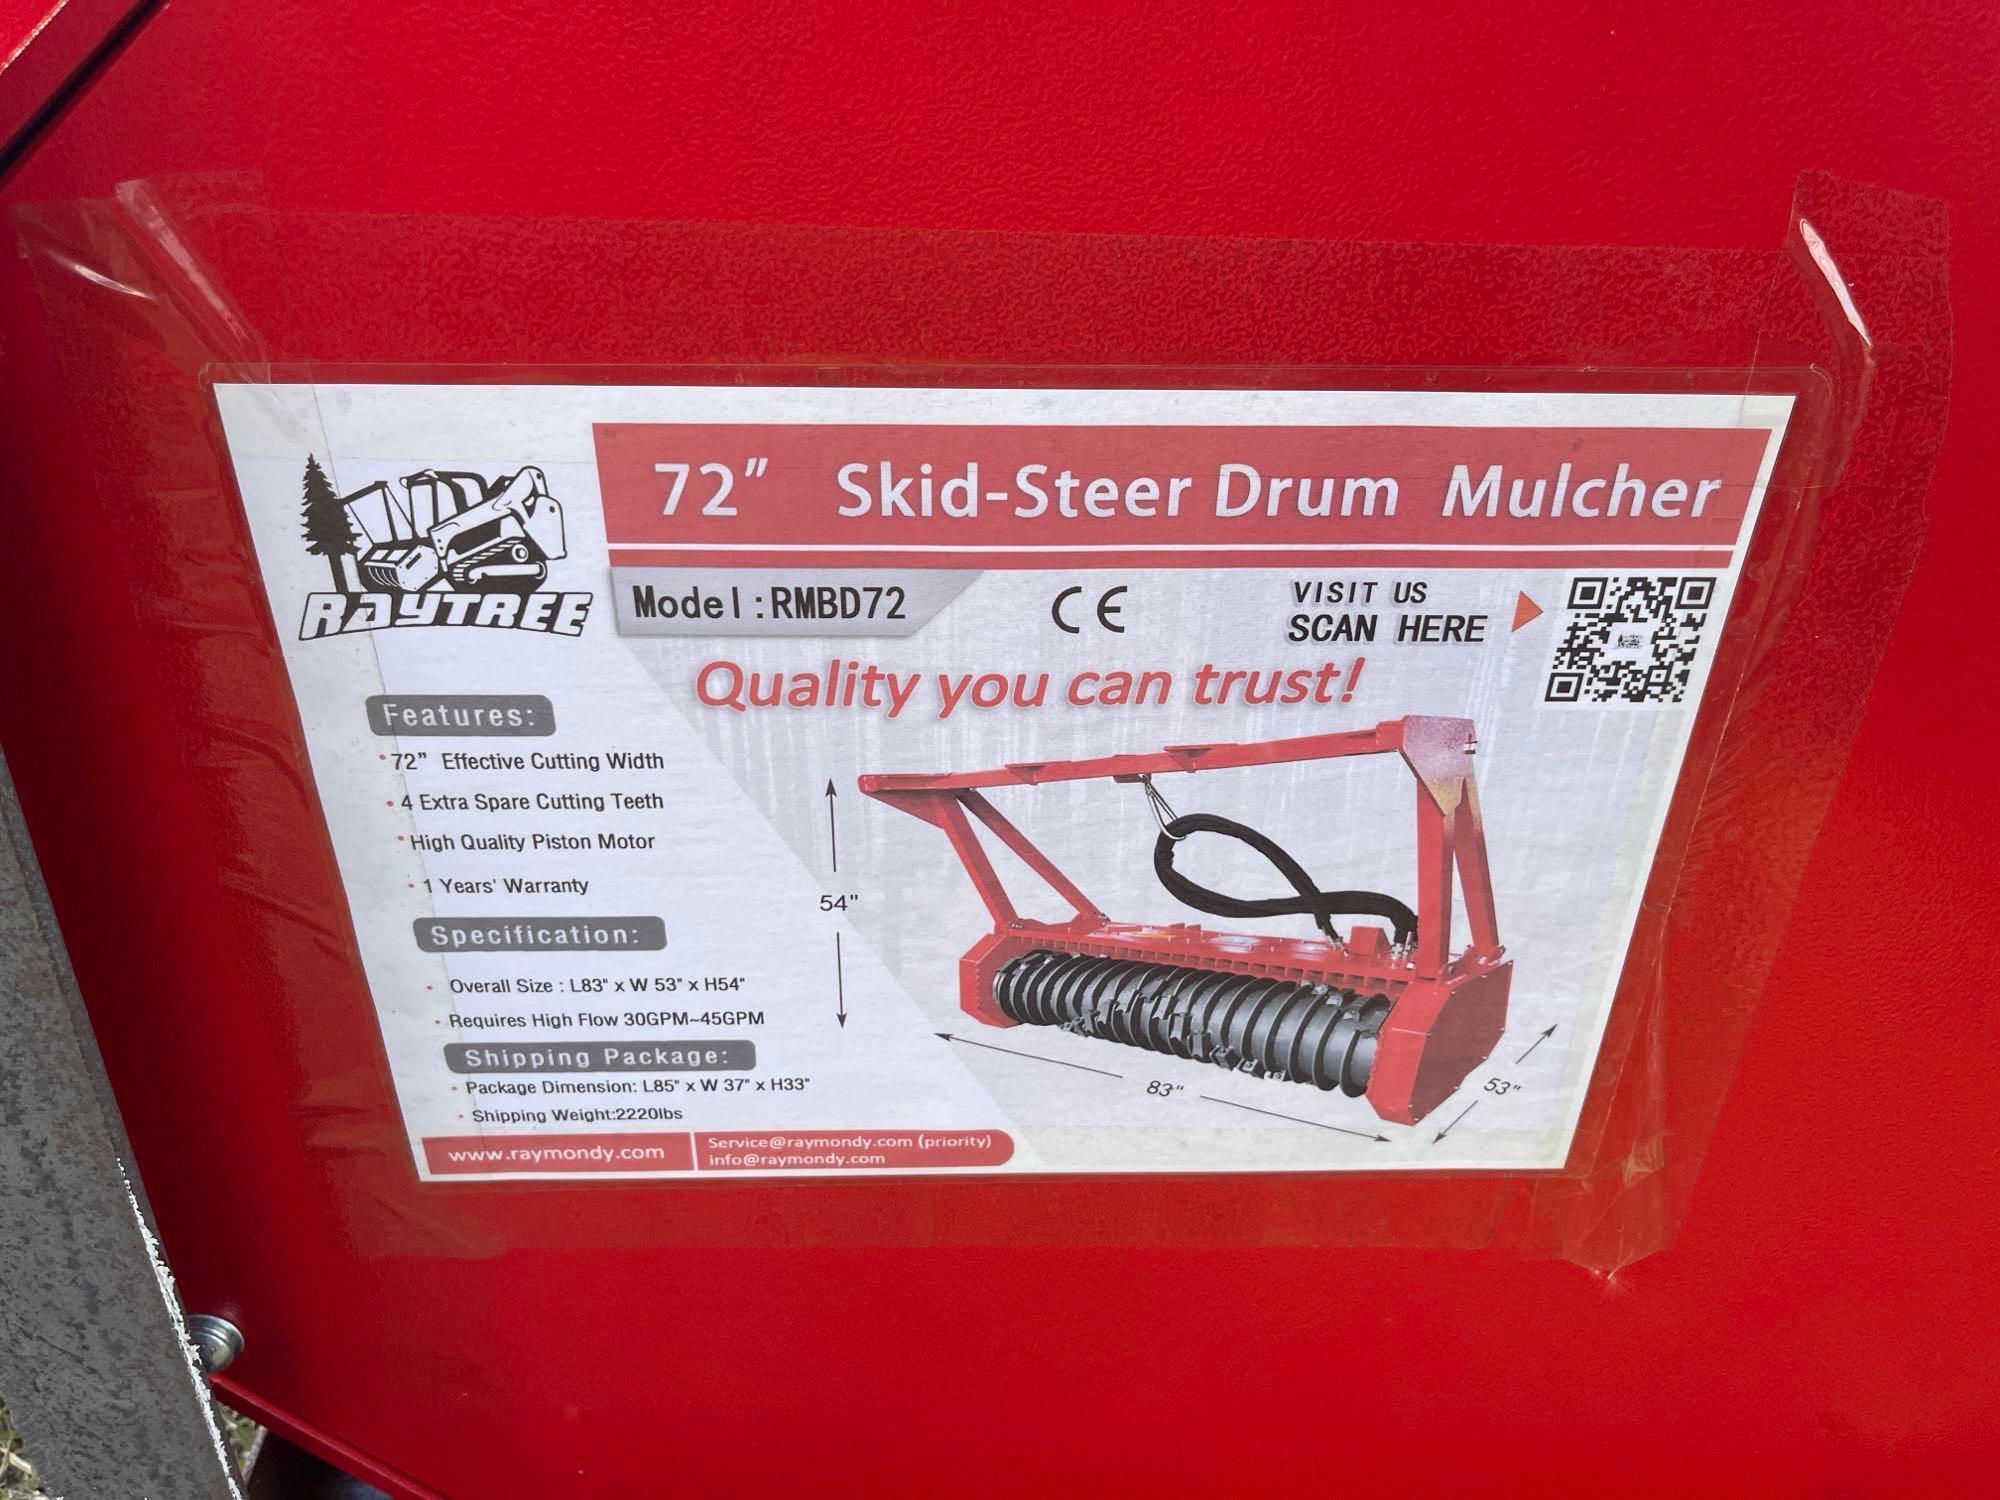 RAYTREE
72" Skid-Steer Drum Mulcher
Model:RMBD72
CE
VISIT US
SCAN HERE
Quality you can trust!
Features:
• 72" Effective Cutting Width
• 4 Extra Spare Cutting Teeth
• High Quality Piston Motor
• 1 Years' Warranty
Specification:
• Overall Size : L83" x W 53" x H54"
• Requires High Flow 30GPM~45GPM
Shipping Package:
• Package Dimension: L85" x W 37" x H33"
• Shipping Weight:2220lbs
54"
83"
53"
www.raymondy.com
Service@raymondy.com (priority)
info@raymondy.com